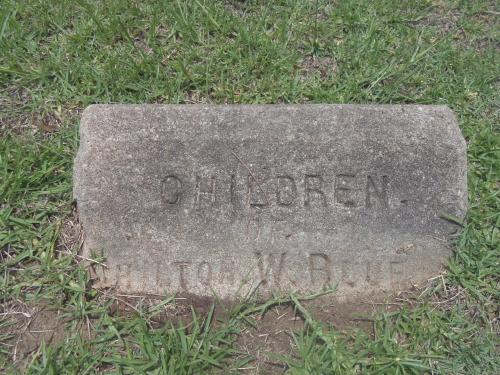 CHILDREN.
OF
W. BLUE